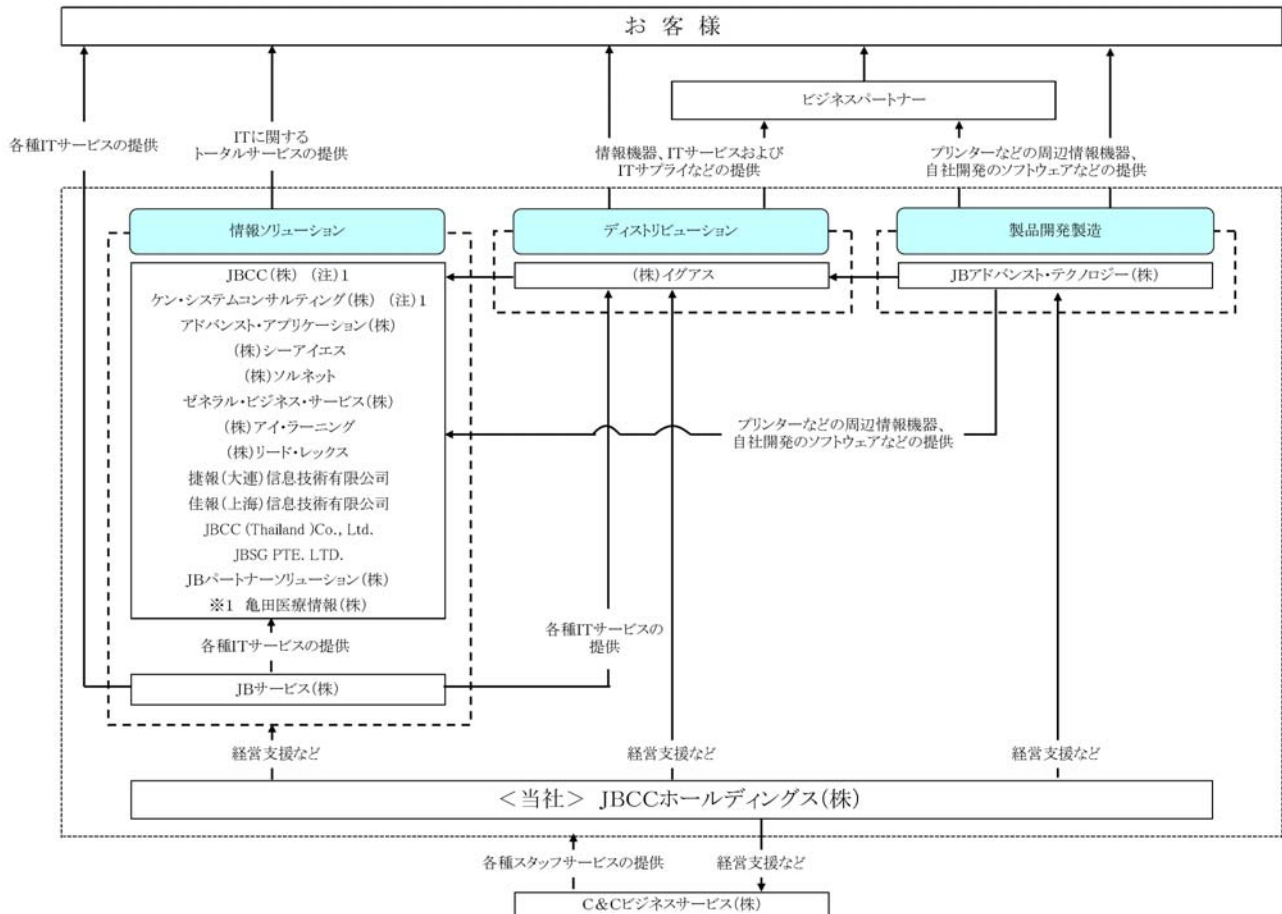 お 客 様
ビジネスパートナー
各種ITサービスの提供
ITに関する
トータルサービスの提供
情報機器、ITサービスおよび
ITサプライなどの提供
プリンターなどの周辺情報機器、
自社開発のソフトウェアなどの提供
情報ソリューション
ディストリビューション
製品開発製造
JBCC(株) (注)1
ケン・システムコンサルティング(株) (注)1
アドバンスト・アプリケーション(株)
(株)シーアイエス
(株)ソルネット
ゼネラル・ビジネス・サービス(株)
(株)アイ・ラーニング
(株)リード・レックス
捷報(大連)信息技術有限公司
佳報(上海)信息技術有限公司
JBCC (Thailand )Co., Ltd.
JBSG PTE. LTD.
JBパートナーソリューション(株)
※1 亀田医療情報(株)
(株)イグアス
JBアドバンスト・テクノロジー(株)
プリンターなどの周辺情報機器、
自社開発のソフトウェアなどの提供
各種ITサービスの提供
各種ITサービスの
提供
JBサービス(株)
経営支援など
経営支援など
経営支援など
＜当社＞ JBCCホールディングス(株)
各種スタッフサービスの提供
経営支援など
C&Cビジネスサービス(株)